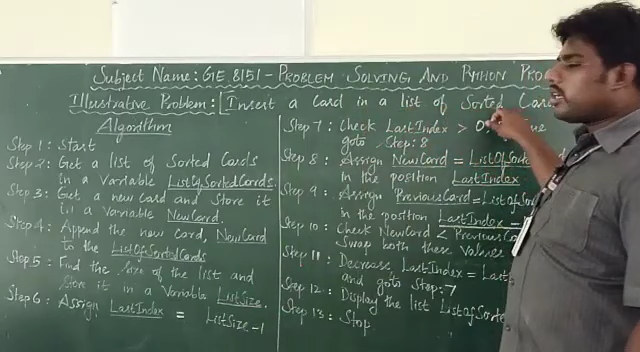 Subject Name: GE 8151 - PROBLEM SOLVING AND PYTHON PRO
Illustrative Problem: Insert a Card in a list of Sorted Card
Algorithm
Step 1: Start
Step 2: Get a list of Sorted Cards
in a Variable ListOfSortedCards.
Step 3: Get a new card and Store it
in a Variable NewCard
Step 4: Append the new card, NewCard
to the ListOfSortedCards
Step 5: Find the size of the list and
store it in a Variable ListSize.
Step 6: Assign LastIndex = ListSize - 1
Step 7: Check LastIndex > 0
goto Step: 8
Step 8: Assign NewCard = ListOfSort
in the position LastIndex
Step 9: Assign PreviousCard = ListOfSor
in the position LastIndex -
Step 10: Check NewCard < PreviousCa
Swap both these Values
Step 11: Decrease LastIndex = Last
and goto Step: 7
Step 12: Display the list ListOfSorte
Step 13: Stop